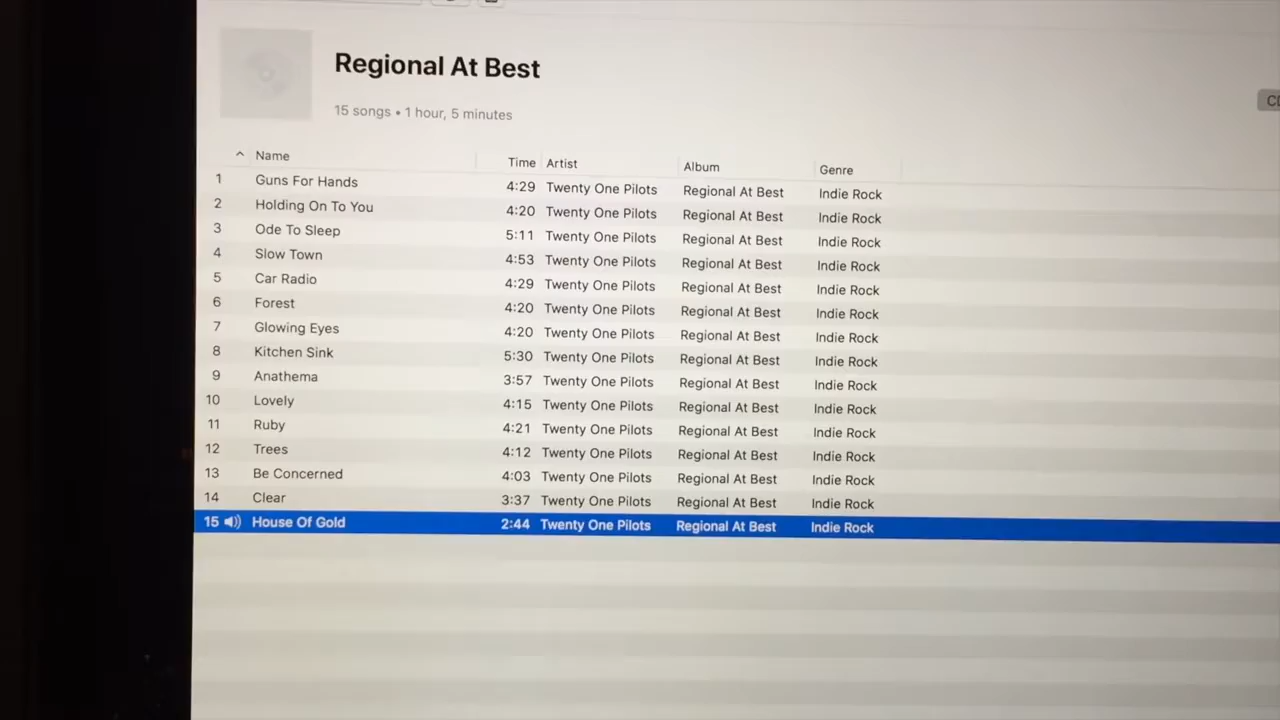 Regional At Best
15 songs • 1 hour, 5 minutes
Name Time Artist Album Genre
1 Guns For Hands 4:29 Twenty One Pilots Regional At Best Indie Rock
2 Holding On To You 4:20 Twenty One Pilots Regional At Best Indie Rock
3 Ode To Sleep 5:11 Twenty One Pilots Regional At Best Indie Rock
4 Slow Town 4:53 Twenty One Pilots Regional At Best Indie Rock
5 Car Radio 4:29 Twenty One Pilots Regional At Best Indie Rock
6 Forest 4:20 Twenty One Pilots Regional At Best Indie Rock
7 Glowing Eyes 4:20 Twenty One Pilots Regional At Best Indie Rock
8 Kitchen Sink 5:30 Twenty One Pilots Regional At Best Indie Rock
9 Anathema 3:57 Twenty One Pilots Regional At Best Indie Rock
10 Lovely 4:15 Twenty One Pilots Regional At Best Indie Rock
11 Ruby 4:21 Twenty One Pilots Regional At Best Indie Rock
12 Trees 4:12 Twenty One Pilots Regional At Best Indie Rock
13 Be Concerned 4:03 Twenty One Pilots Regional At Best Indie Rock
14 Clear 3:37 Twenty One Pilots Regional At Best Indie Rock
15 House Of Gold 2:44 Twenty One Pilots Regional At Best Indie Rock